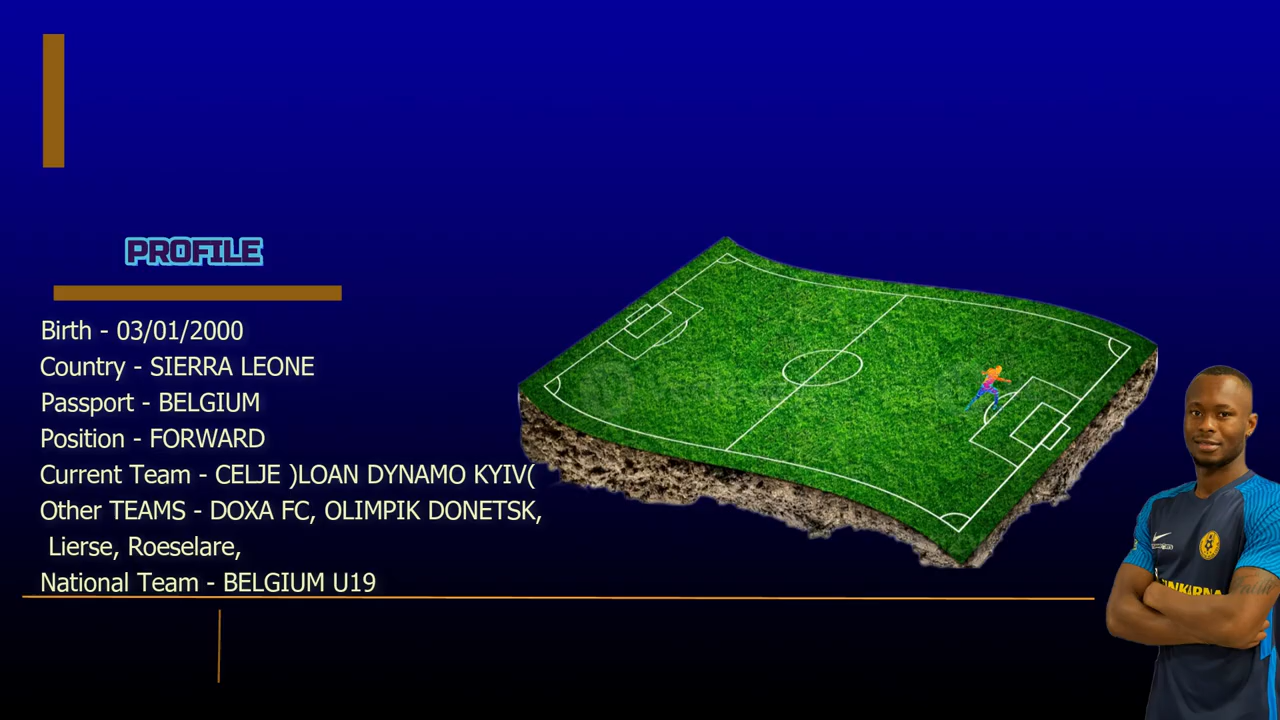 PROFILE
Birth - 03/01/2000
Country - SIERRA LEONE
Passport - BELGIUM
Position - FORWARD
Current Team - CELJE )LOAN DYNAMO KYIV(
Other TEAMS - DOXA FC, OLIMPIK DONETSK,
Lierse, Roeselare,
National Team - BELGIUM U19